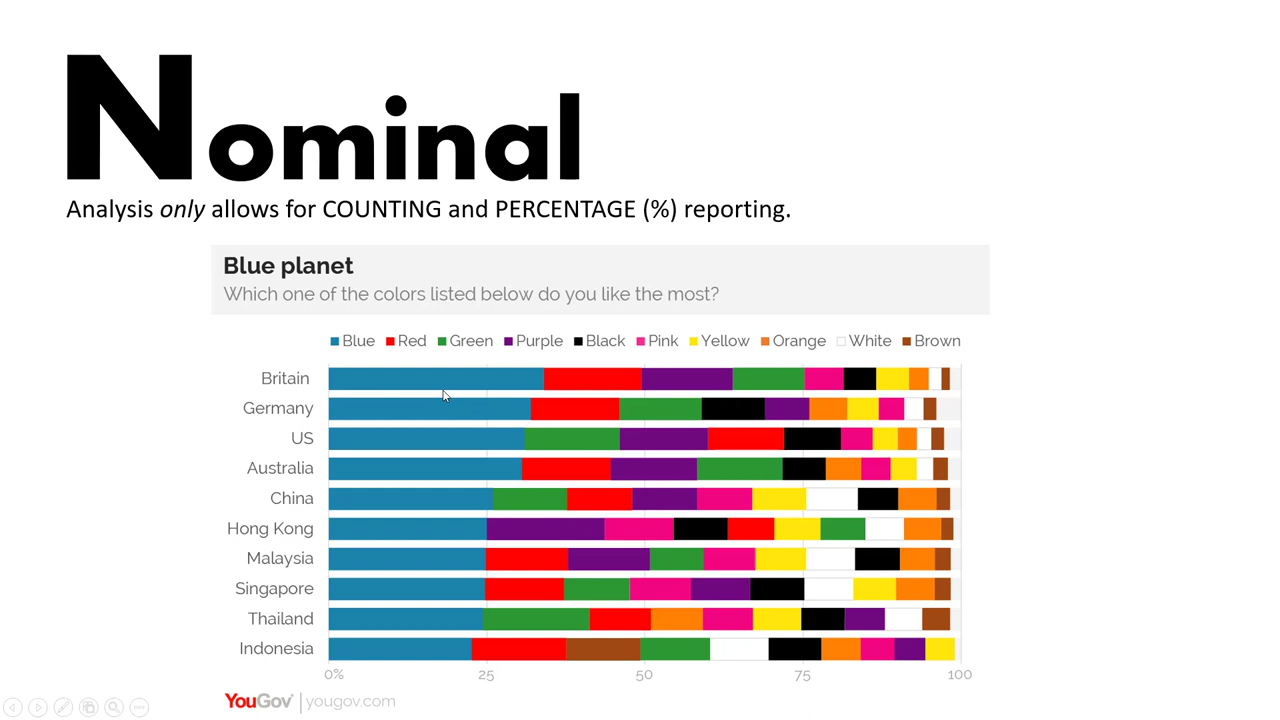 Nominal
Analysis only allows for COUNTING and PERCENTAGE (%) reporting.
Blue planet
Which one of the colors listed below do you like the most?
Blue Red Green Purple Black Pink Yellow Orange White Brown
Britain
Germany
US
Australia
China
Hong Kong
Malaysia
Singapore
Thailand
Indonesia
0% 25 50 75 100
YouGov yougov.com